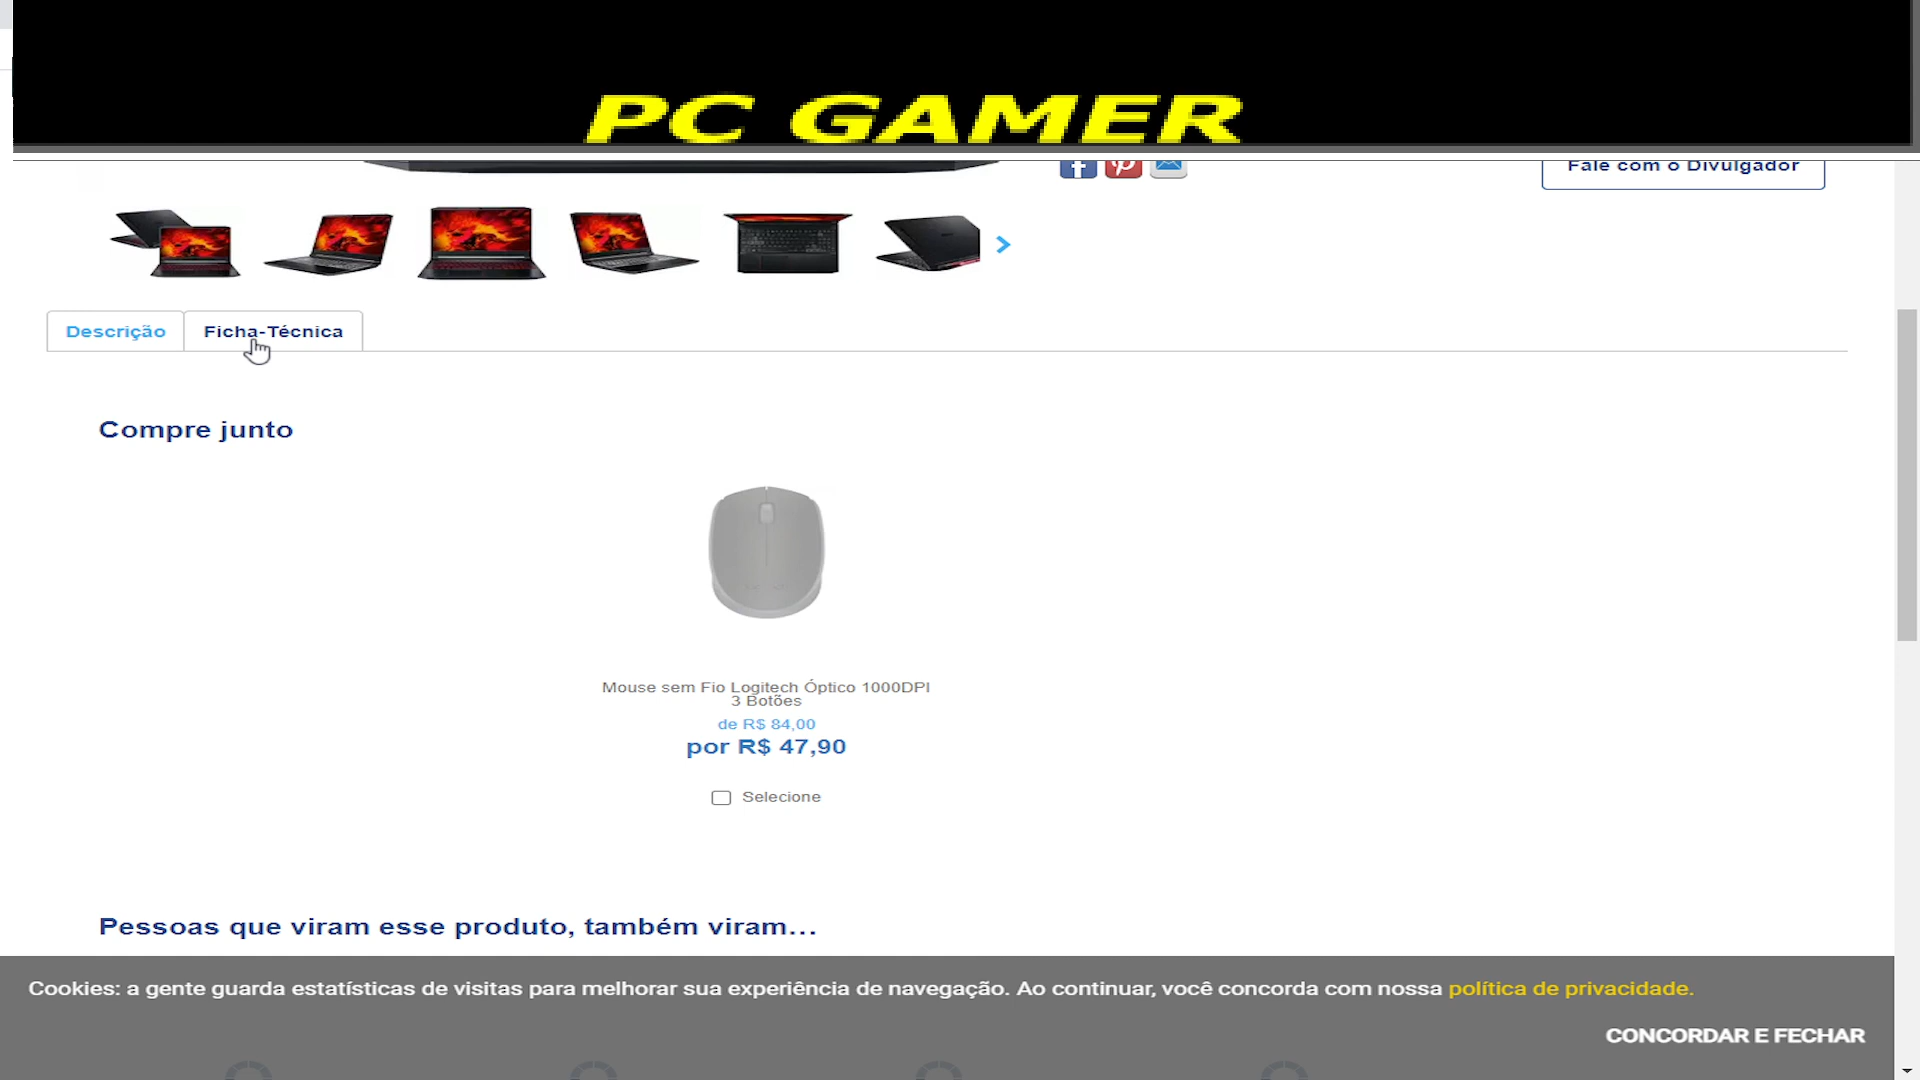 PC GAMER
Fale com o Divulgador
Descrição
Ficha-Técnica
Compre junto
Mouse sem Fio Logitech Óptico 1000DPI
3 Botões
de R$ 84,00
por R$ 47,90
Selecione
Pessoas que viram esse produto, também viram...
Cookies: a gente guarda estatísticas de visitas para melhorar sua experiência de navegação. Ao continuar, você concorda com nossa política de privacidade.
CONCORDAR E FECHAR